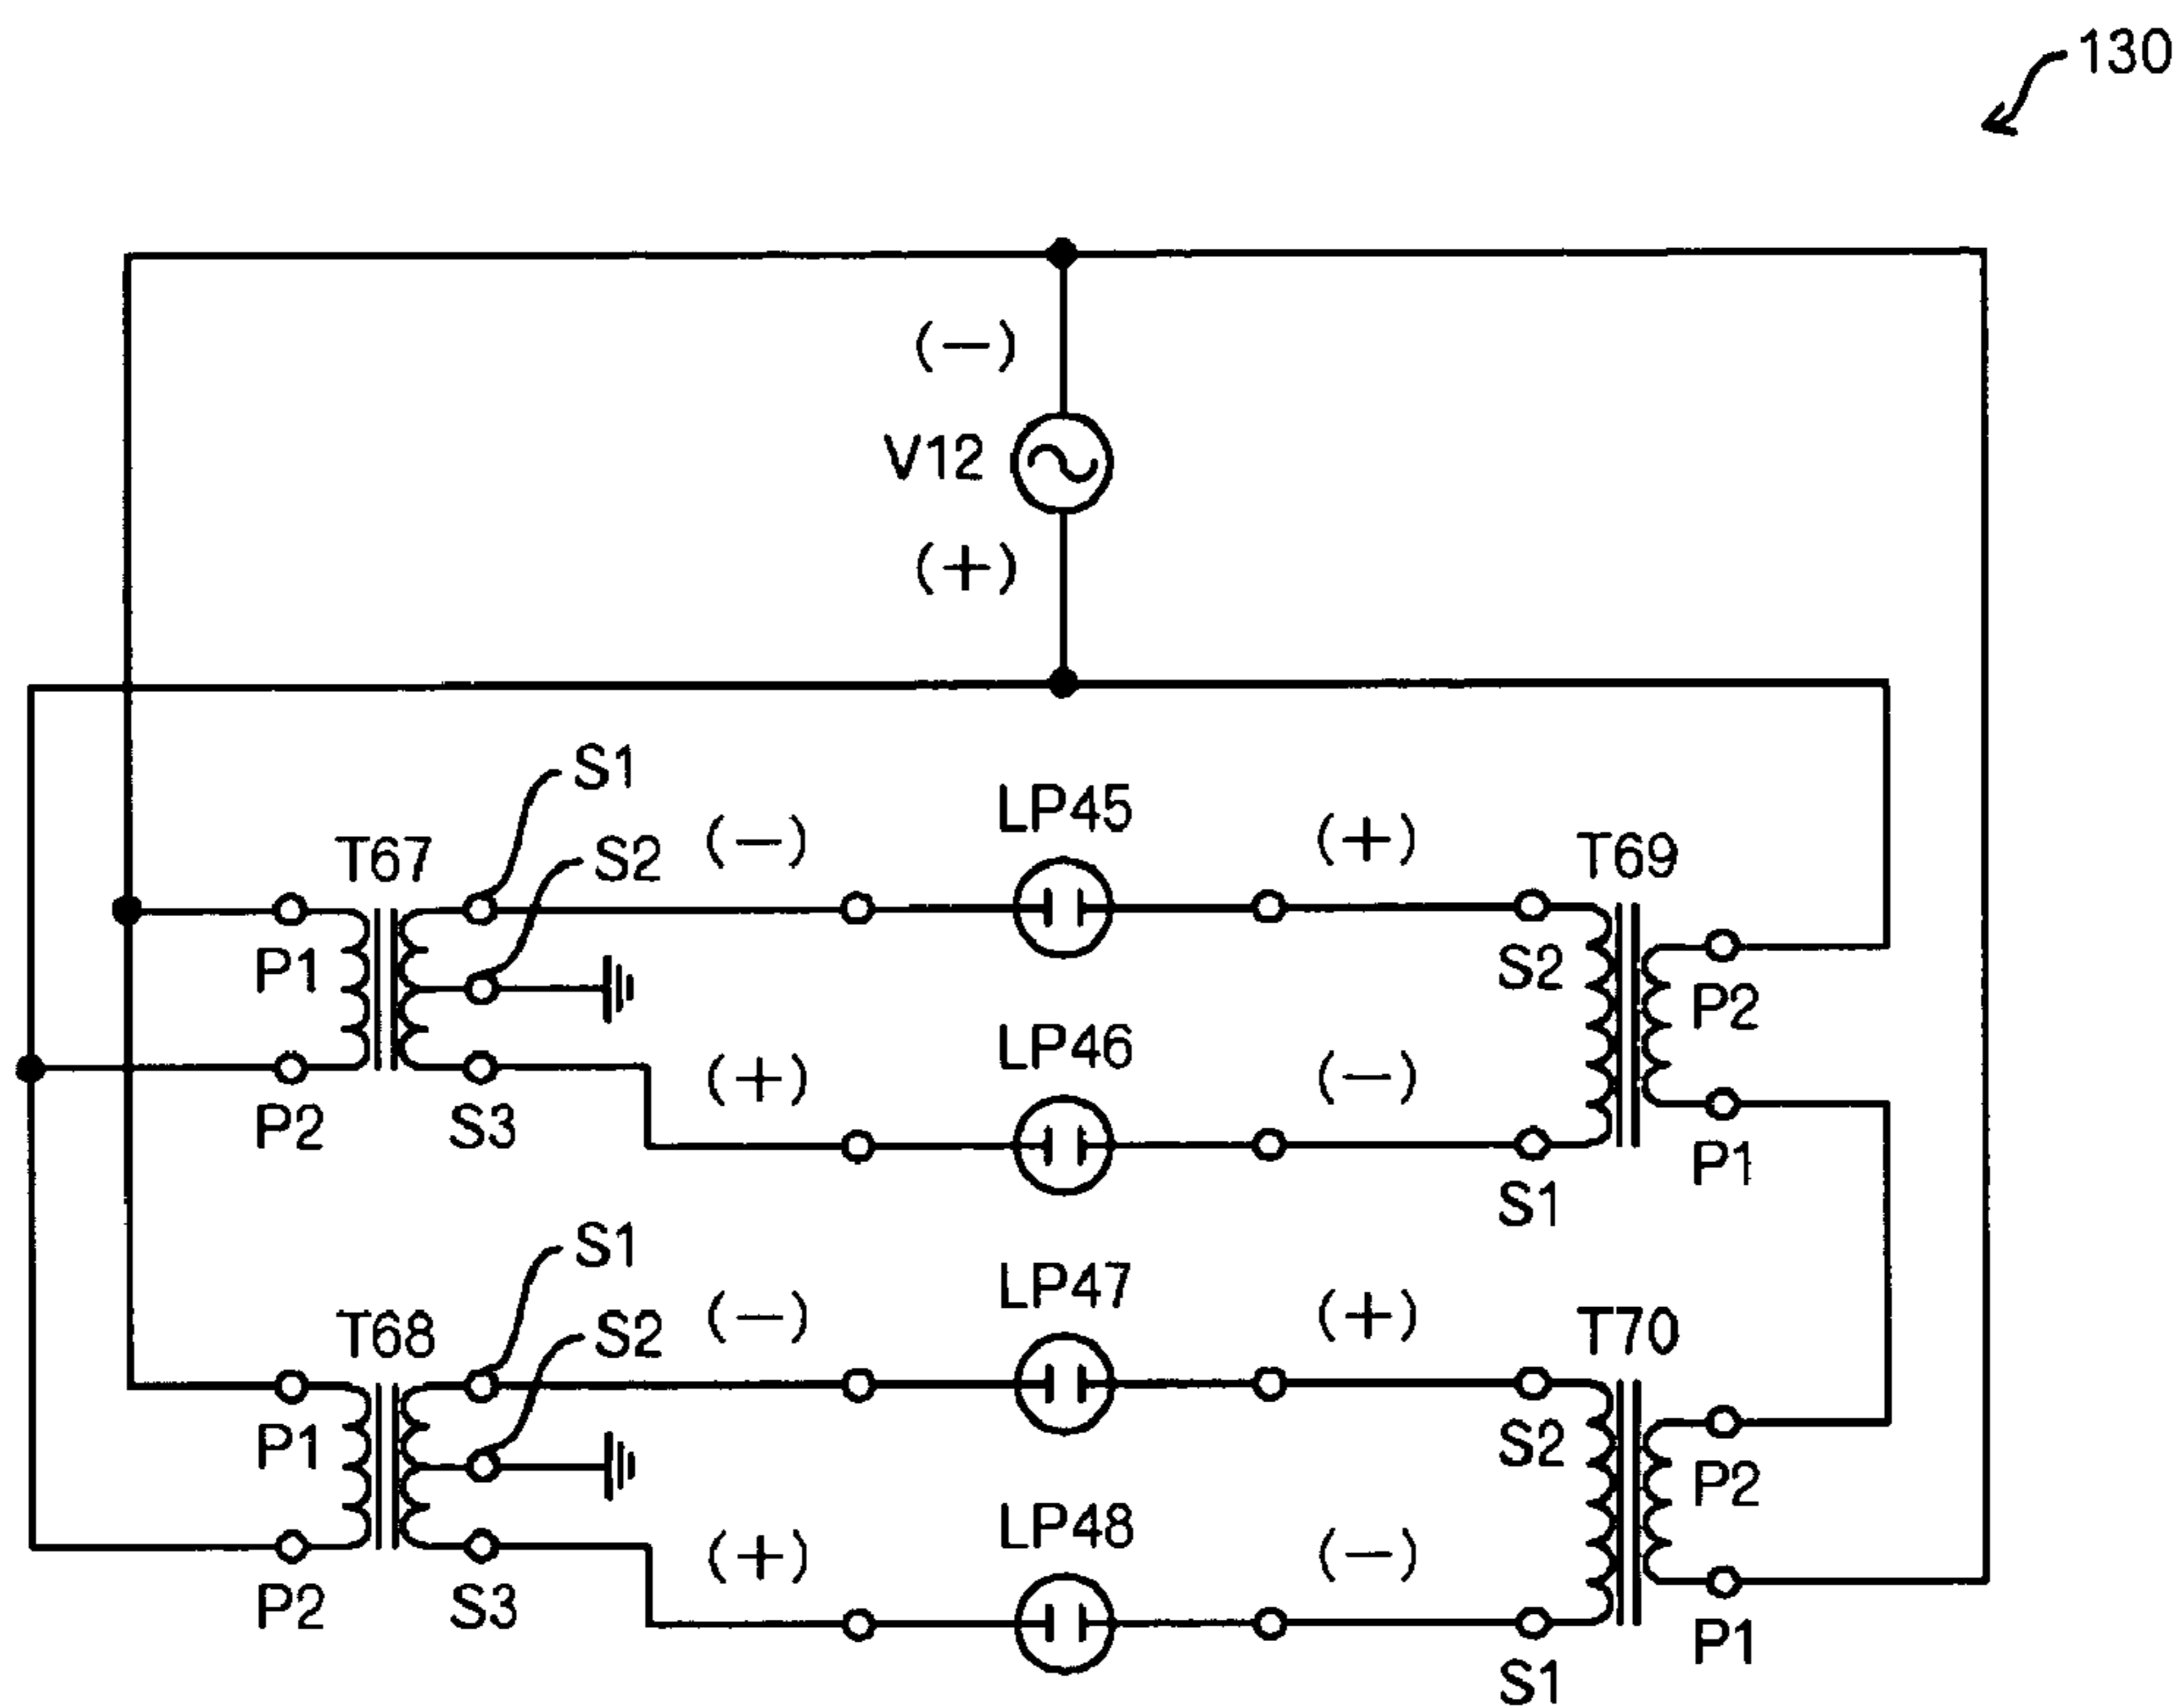 130
(−)
V12
(+)
S1
LP45
T67
(−)
(+)
T69
S2
P1
S2
P2
LP46
(+)
(−)
P2
S3
P1
S1
S1
LP47
T68
(−)
(+)
T70
S2
P1
S2
P2
LP48
(+)
(−)
P2
S3
P1
S1